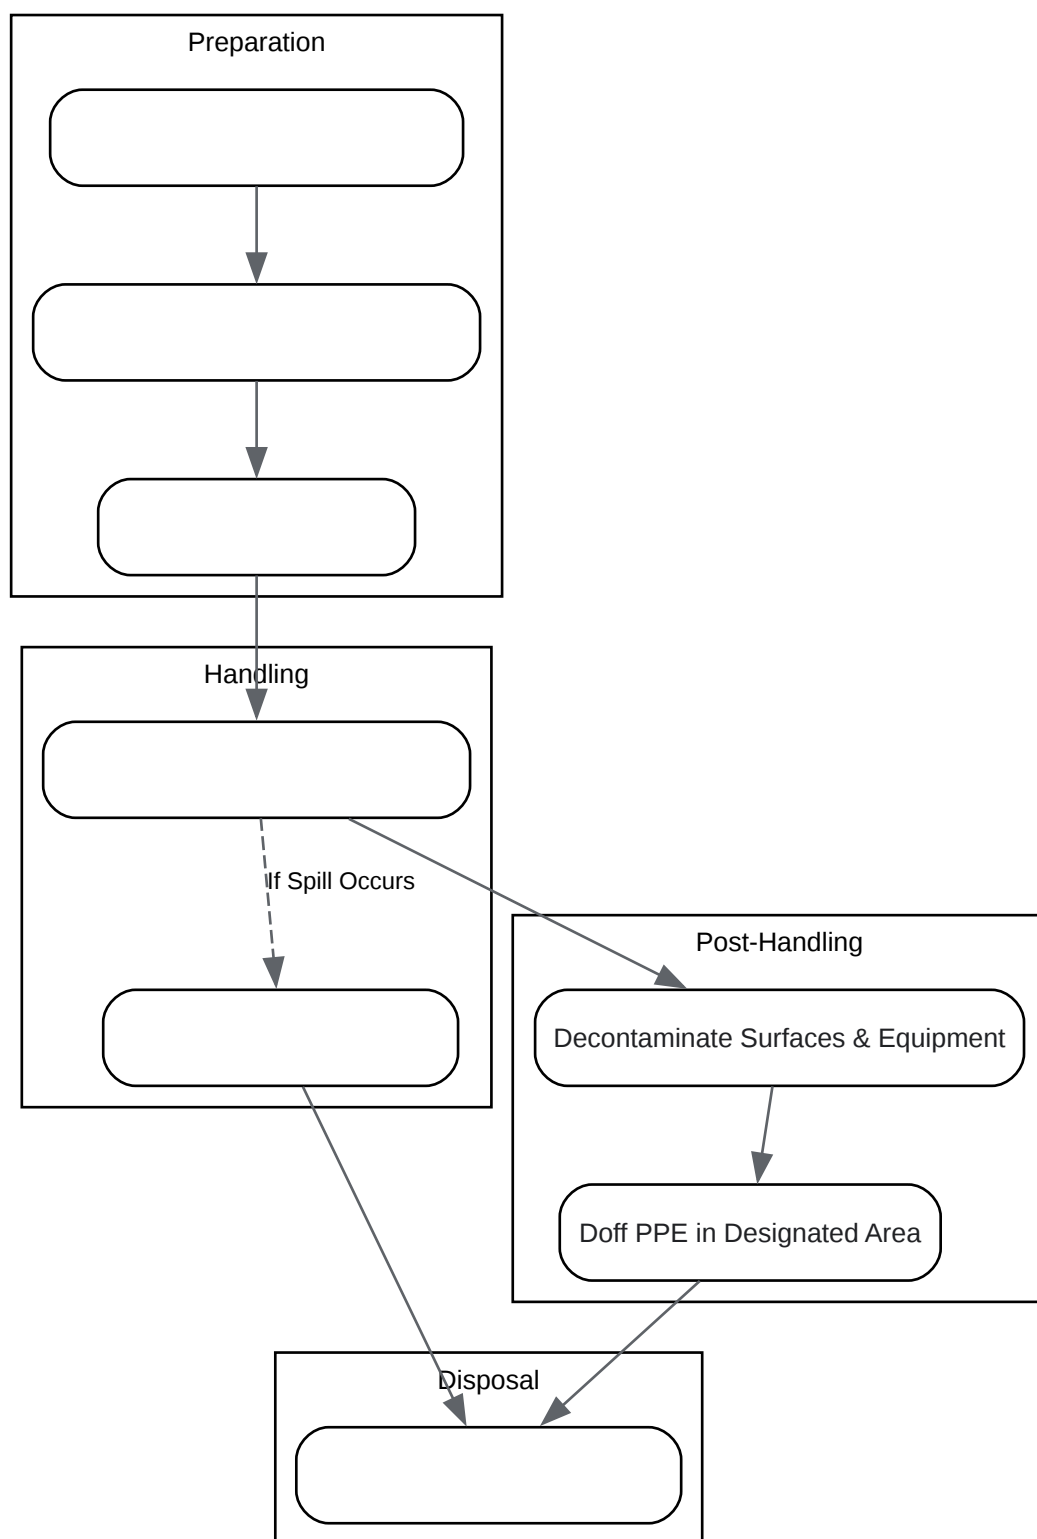 Preparation
Handling
If Spill Occurs
Post-Handling
Decontaminate Surfaces & Equipment
Doff PPE in Designated Area
Disposal